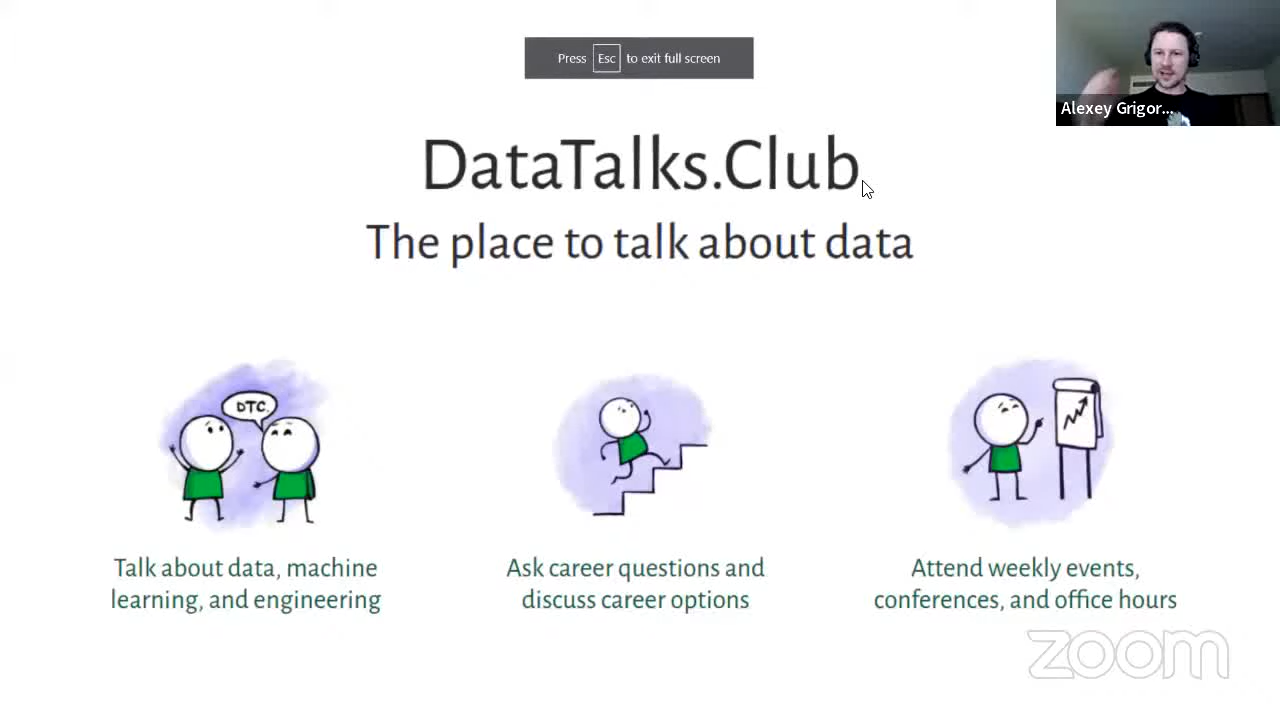 Press Esc to exit full screen
Alexey Grigor...
DataTalks.Club
The place to talk about data
DTC.
Talk about data, machine
learning, and engineering
Ask career questions and
discuss career options
Attend weekly events,
conferences, and office hours
zoom